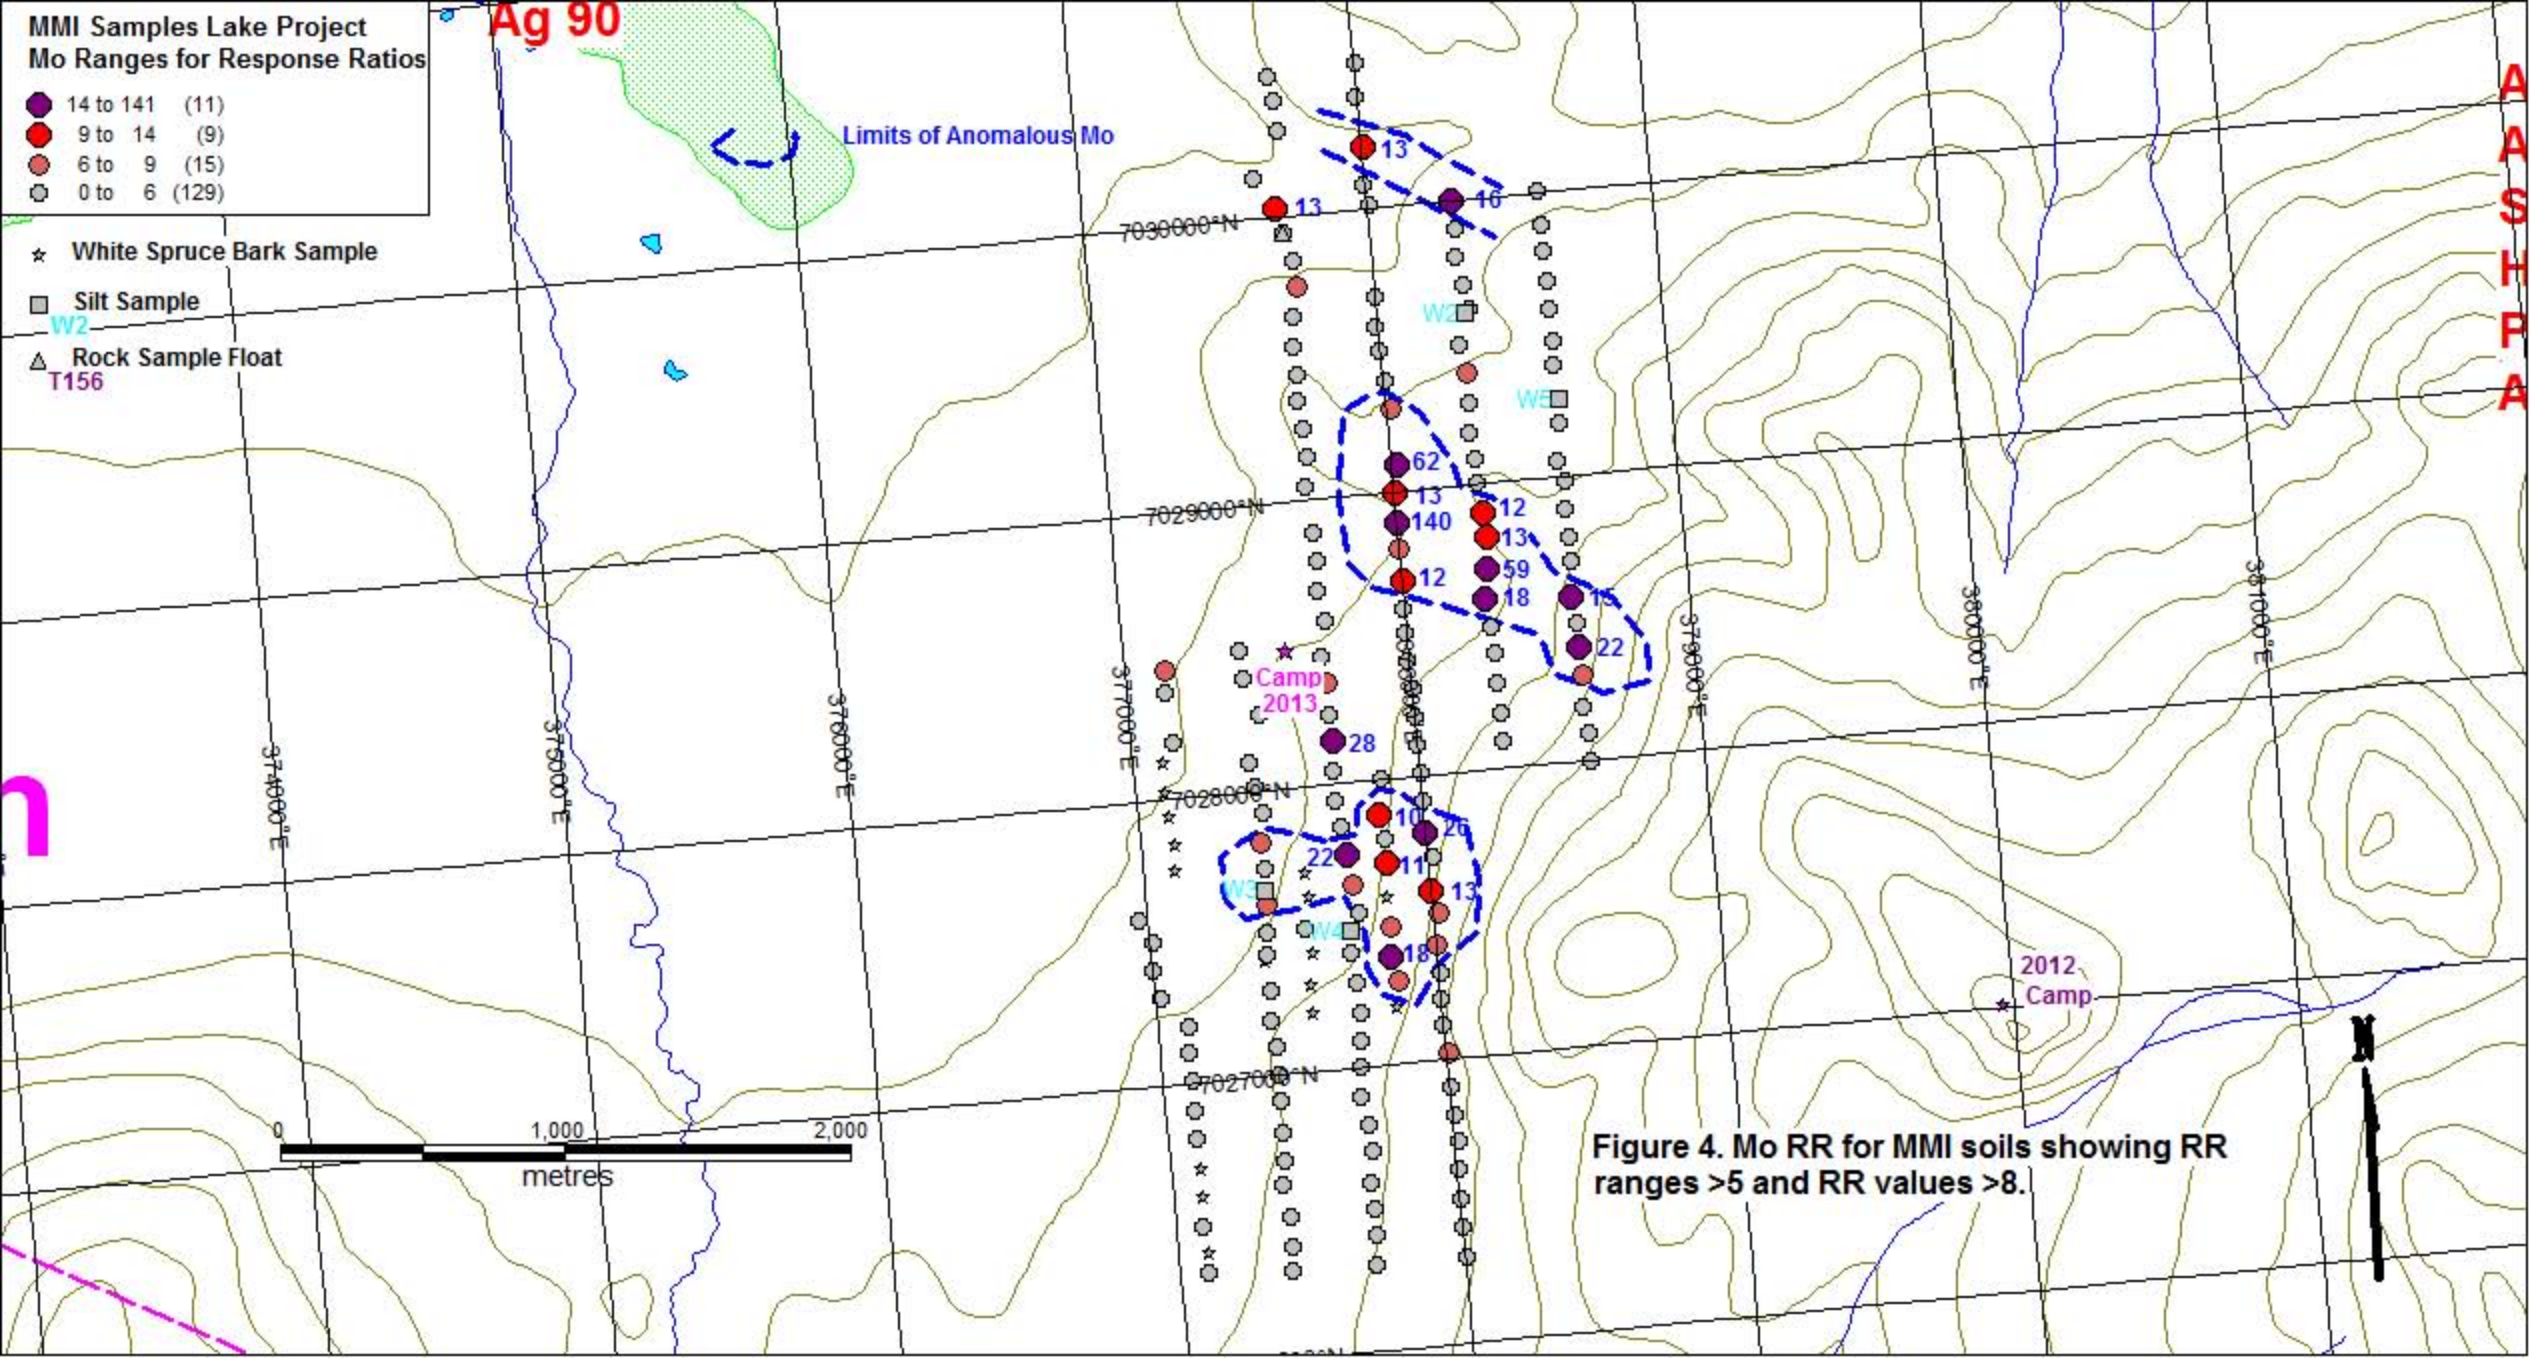 MMI Samples Lake Project
Mo Ranges for Response Ratios
14 to 141 (11)
9 to 14 (9)
6 to 9 (15)
0 to 6 (129)
White Spruce Bark Sample
Silt Sample
W2
Rock Sample Float
T156
Ag 90
Limits of Anomalous Mo
A
A
S
H
P
A
13
16
13
7030000°N
W2
W5
62
13
140
12
7029000°N
12
13
59
18
15
22
Camp
2013
28
7028000°N
10
26
22
11
13
W3
W4
18
7027000°N
374000°E
375000°E
376000°E
377000°E
379000°E
380000°E
381000°E
n
2012
Camp
N
0 1,000 2,000
metres
Figure 4. Mo RR for MMI soils showing RR
ranges >5 and RR values >8.